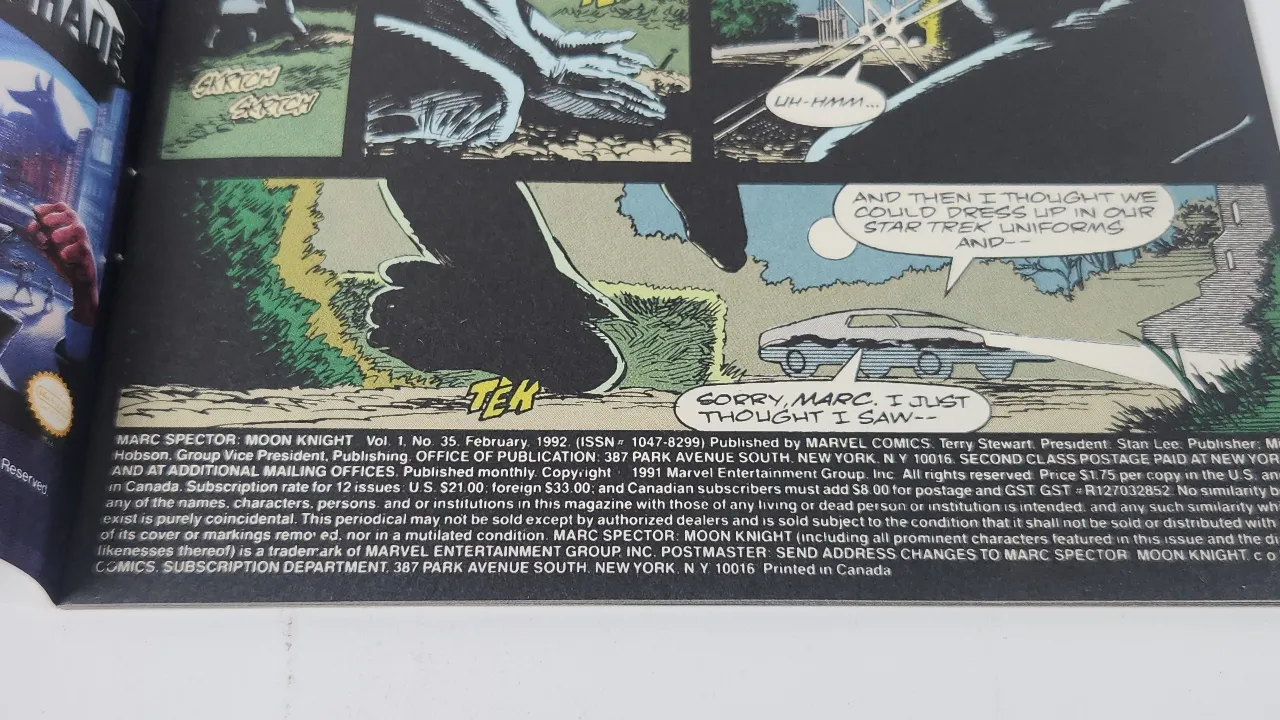 SKRTCH
SKRTCH
UH-HMM...
AND THEN I THOUGHT WE
COULD DRESS UP IN OUR
STAR TREK UNIFORMS
AND--
TEK
SORRY, MARC. I JUST
THOUGHT I SAW--
Reserved.
MARC SPECTOR: MOON KNIGHT Vol. 1, No. 35, February, 1992. (ISSN# 1047-8299) Published by MARVEL COMICS. Terry Stewart, President. Stan Lee, Publisher.
Hobson, Group Vice President, Publishing. OFFICE OF PUBLICATION: 387 PARK AVENUE SOUTH, NEW YORK, N.Y. 10016. SECOND CLASS POSTAGE PAID AT NEW YOR
AND AT ADDITIONAL MAILING OFFICES. Published monthly. Copyright 1991 Marvel Entertainment Group, Inc. All rights reserved. Price $1.75 per copy in the U.S. an
in Canada. Subscription rate for 12 issues: U.S. $21.00; foreign $33.00; and Canadian subscribers must add $8.00 for postage and GST. GST #R127032852. No similarity b
any of the names, characters, persons, and/or institutions in this magazine with those of any living or dead person or institution is intended, and any such similarity wh
exist is purely coincidental. This periodical may not be sold except by authorized dealers and is sold subject to the condition that it shall not be sold or distributed with
of its cover or markings removed, nor in a mutilated condition. MARC SPECTOR: MOON KNIGHT (including all prominent characters featured in this issue and the di
likenesses thereof) is a trademark of MARVEL ENTERTAINMENT GROUP, INC. POSTMASTER: SEND ADDRESS CHANGES TO MARC SPECTOR: MOON KNIGHT, c o
COMICS, SUBSCRIPTION DEPARTMENT, 387 PARK AVENUE SOUTH, NEW YORK, N.Y. 10016. Printed in Canada.